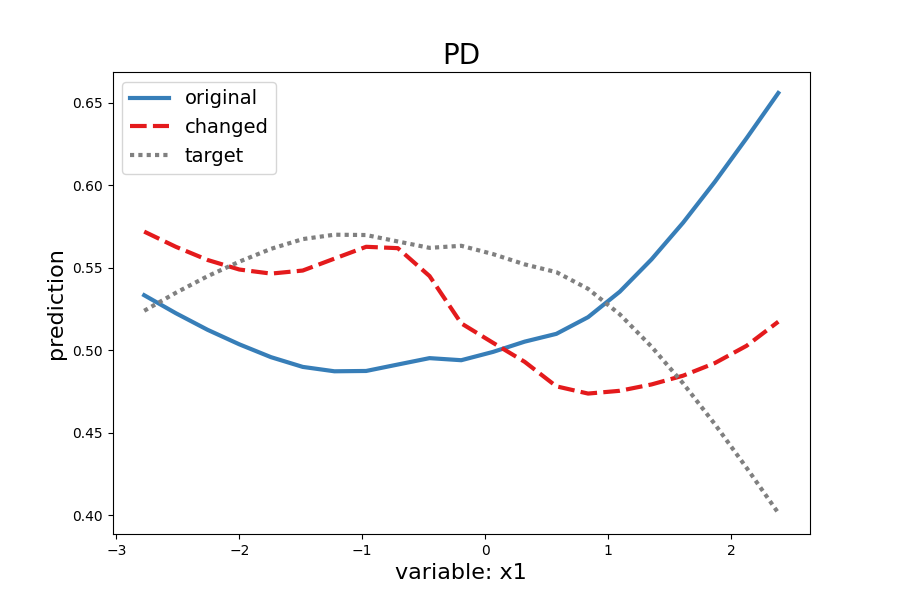 PD
original
changed
target
prediction
0.65
0.60
0.55
0.50
0.45
0.40
−3
−2
−1
0
1
2
variable: x1